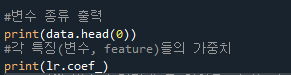 #변수 종류 출력
print(data.head(0))
#각 특징(변수, feature)들의 가중치
print(lr.coef_)